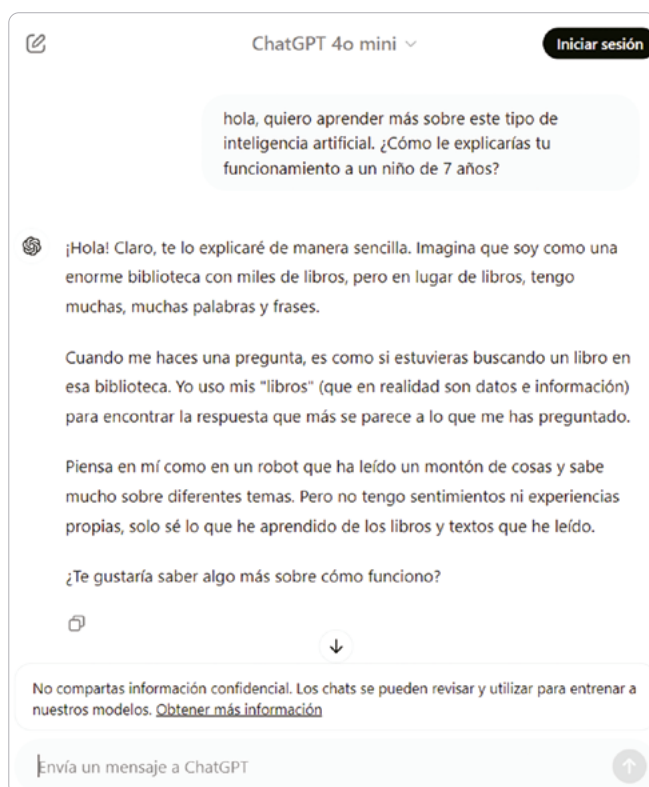 ChatGPT 4o mini
Iniciar sesión
hola, quiero aprender más sobre este tipo de
inteligencia artificial. ¿Cómo le explicarías tu
funcionamiento a un niño de 7 años?
¡Hola! Claro, te lo explicaré de manera sencilla. Imagina que soy como una
enorme biblioteca con miles de libros, pero en lugar de libros, tengo
muchas, muchas palabras y frases.
Cuando me haces una pregunta, es como si estuvieras buscando un libro en
esa biblioteca. Yo uso mis "libros" (que en realidad son datos e información)
para encontrar la respuesta que más se parece a lo que me has preguntado.
Piensa en mí como en un robot que ha leído un montón de cosas y sabe
mucho sobre diferentes temas. Pero no tengo sentimientos ni experiencias
propias, solo sé lo que he aprendido de los libros y textos que he leído.
¿Te gustaría saber algo más sobre cómo funciono?
No compartas información confidencial. Los chats se pueden revisar y utilizar para entrenar a
nuestros modelos. Obtener más información
Envía un mensaje a ChatGPT